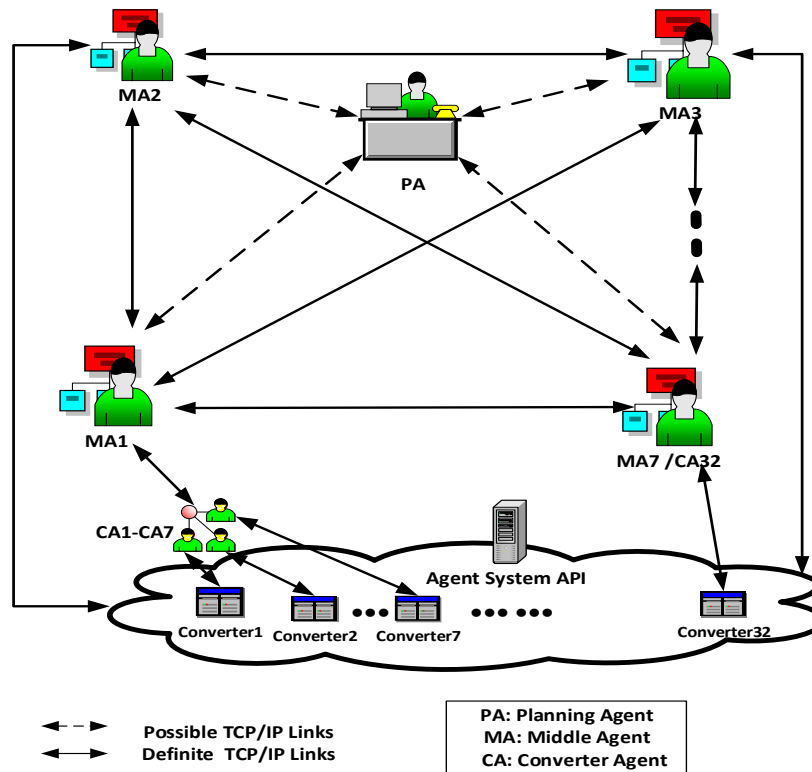 MA2
MA3
PA
MA1
MA7 /CA32
CA1-CA7
Agent System API
Converter1
Converter2
Converter7
Converter32
Possible TCP/IP Links
Definite TCP/IP Links
PA: Planning Agent
MA: Middle Agent
CA: Converter Agent